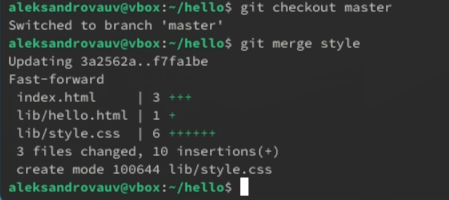 aleksandrovauv@vbox:~/hello$ git checkout master
Switched to branch 'master'
aleksandrovauv@vbox:~/hello$ git merge style
Updating 3a2562a..f7fa1be
Fast-forward
 index.html     | 3 +++
 lib/hello.html | 1 +
 lib/style.css  | 6 ++++++
 3 files changed, 10 insertions(+)
 create mode 100644 lib/style.css
aleksandrovauv@vbox:~/hello$